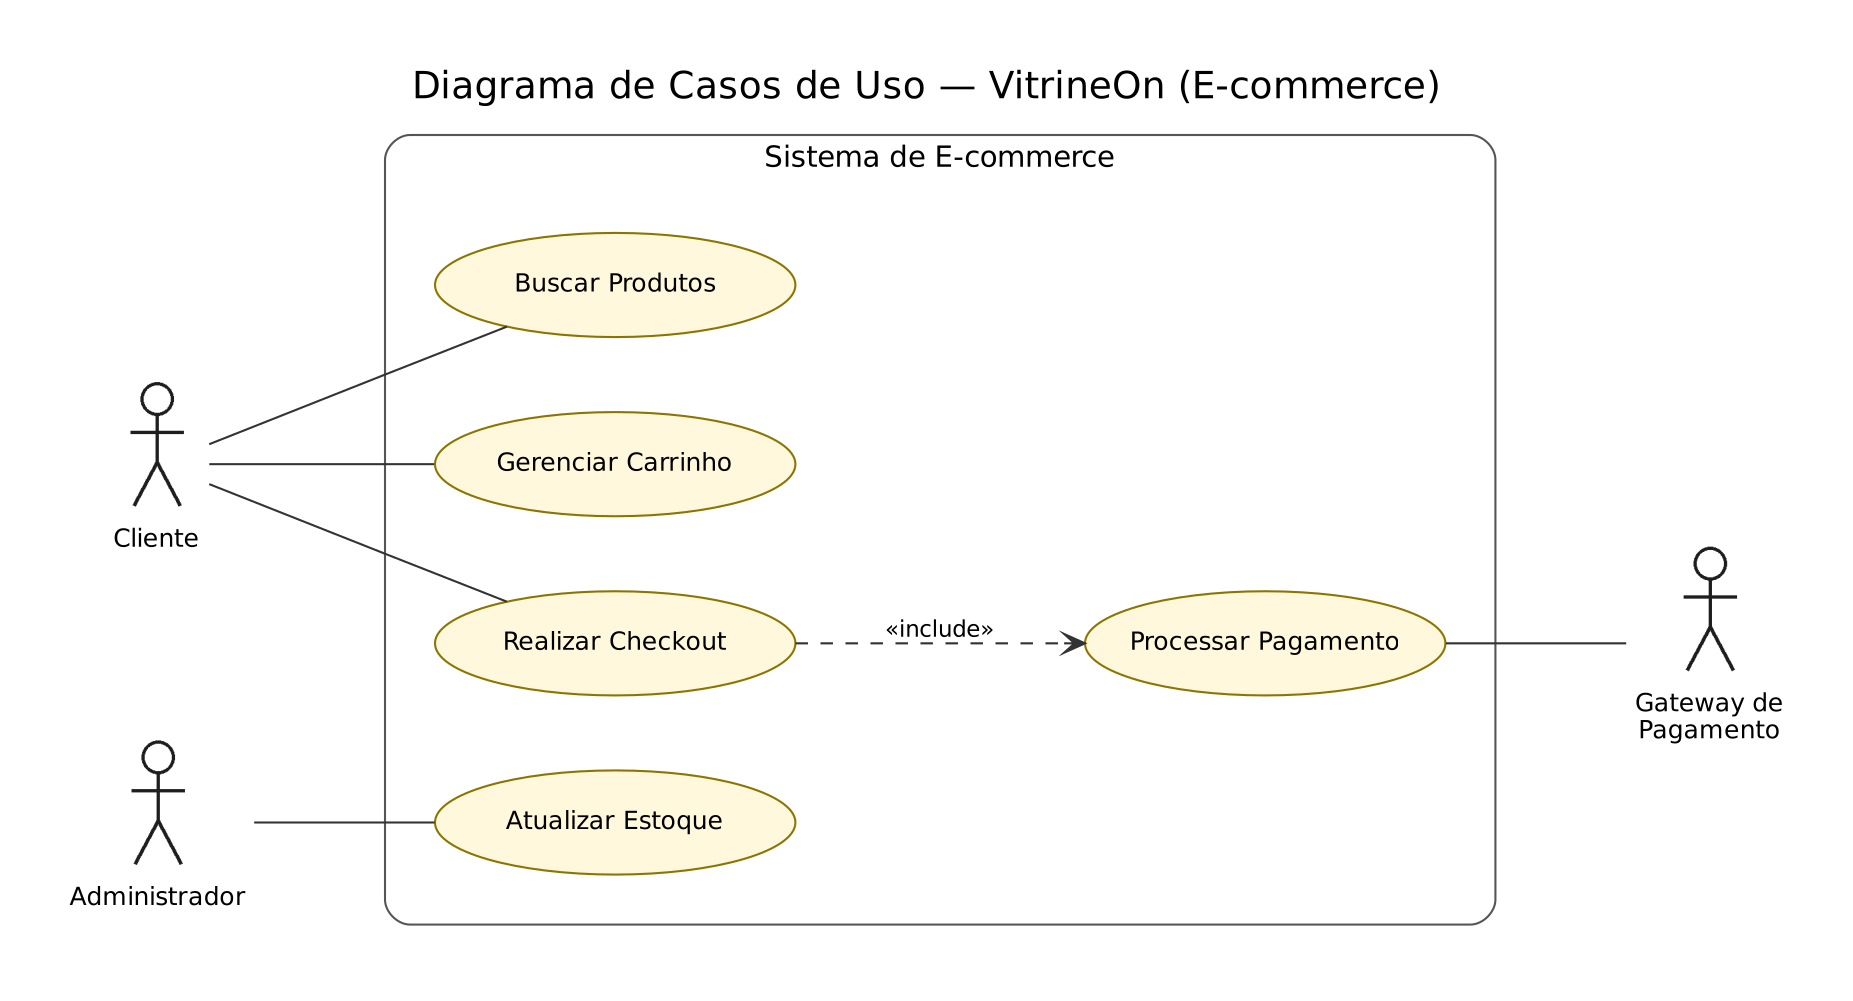 Diagrama de Casos de Uso — VitrineOn (E-commerce)
Sistema de E-commerce
Buscar Produtos
Gerenciar Carrinho
Cliente
Realizar Checkout
«include»
Processar Pagamento
Gateway de
Pagamento
Atualizar Estoque
Administrador